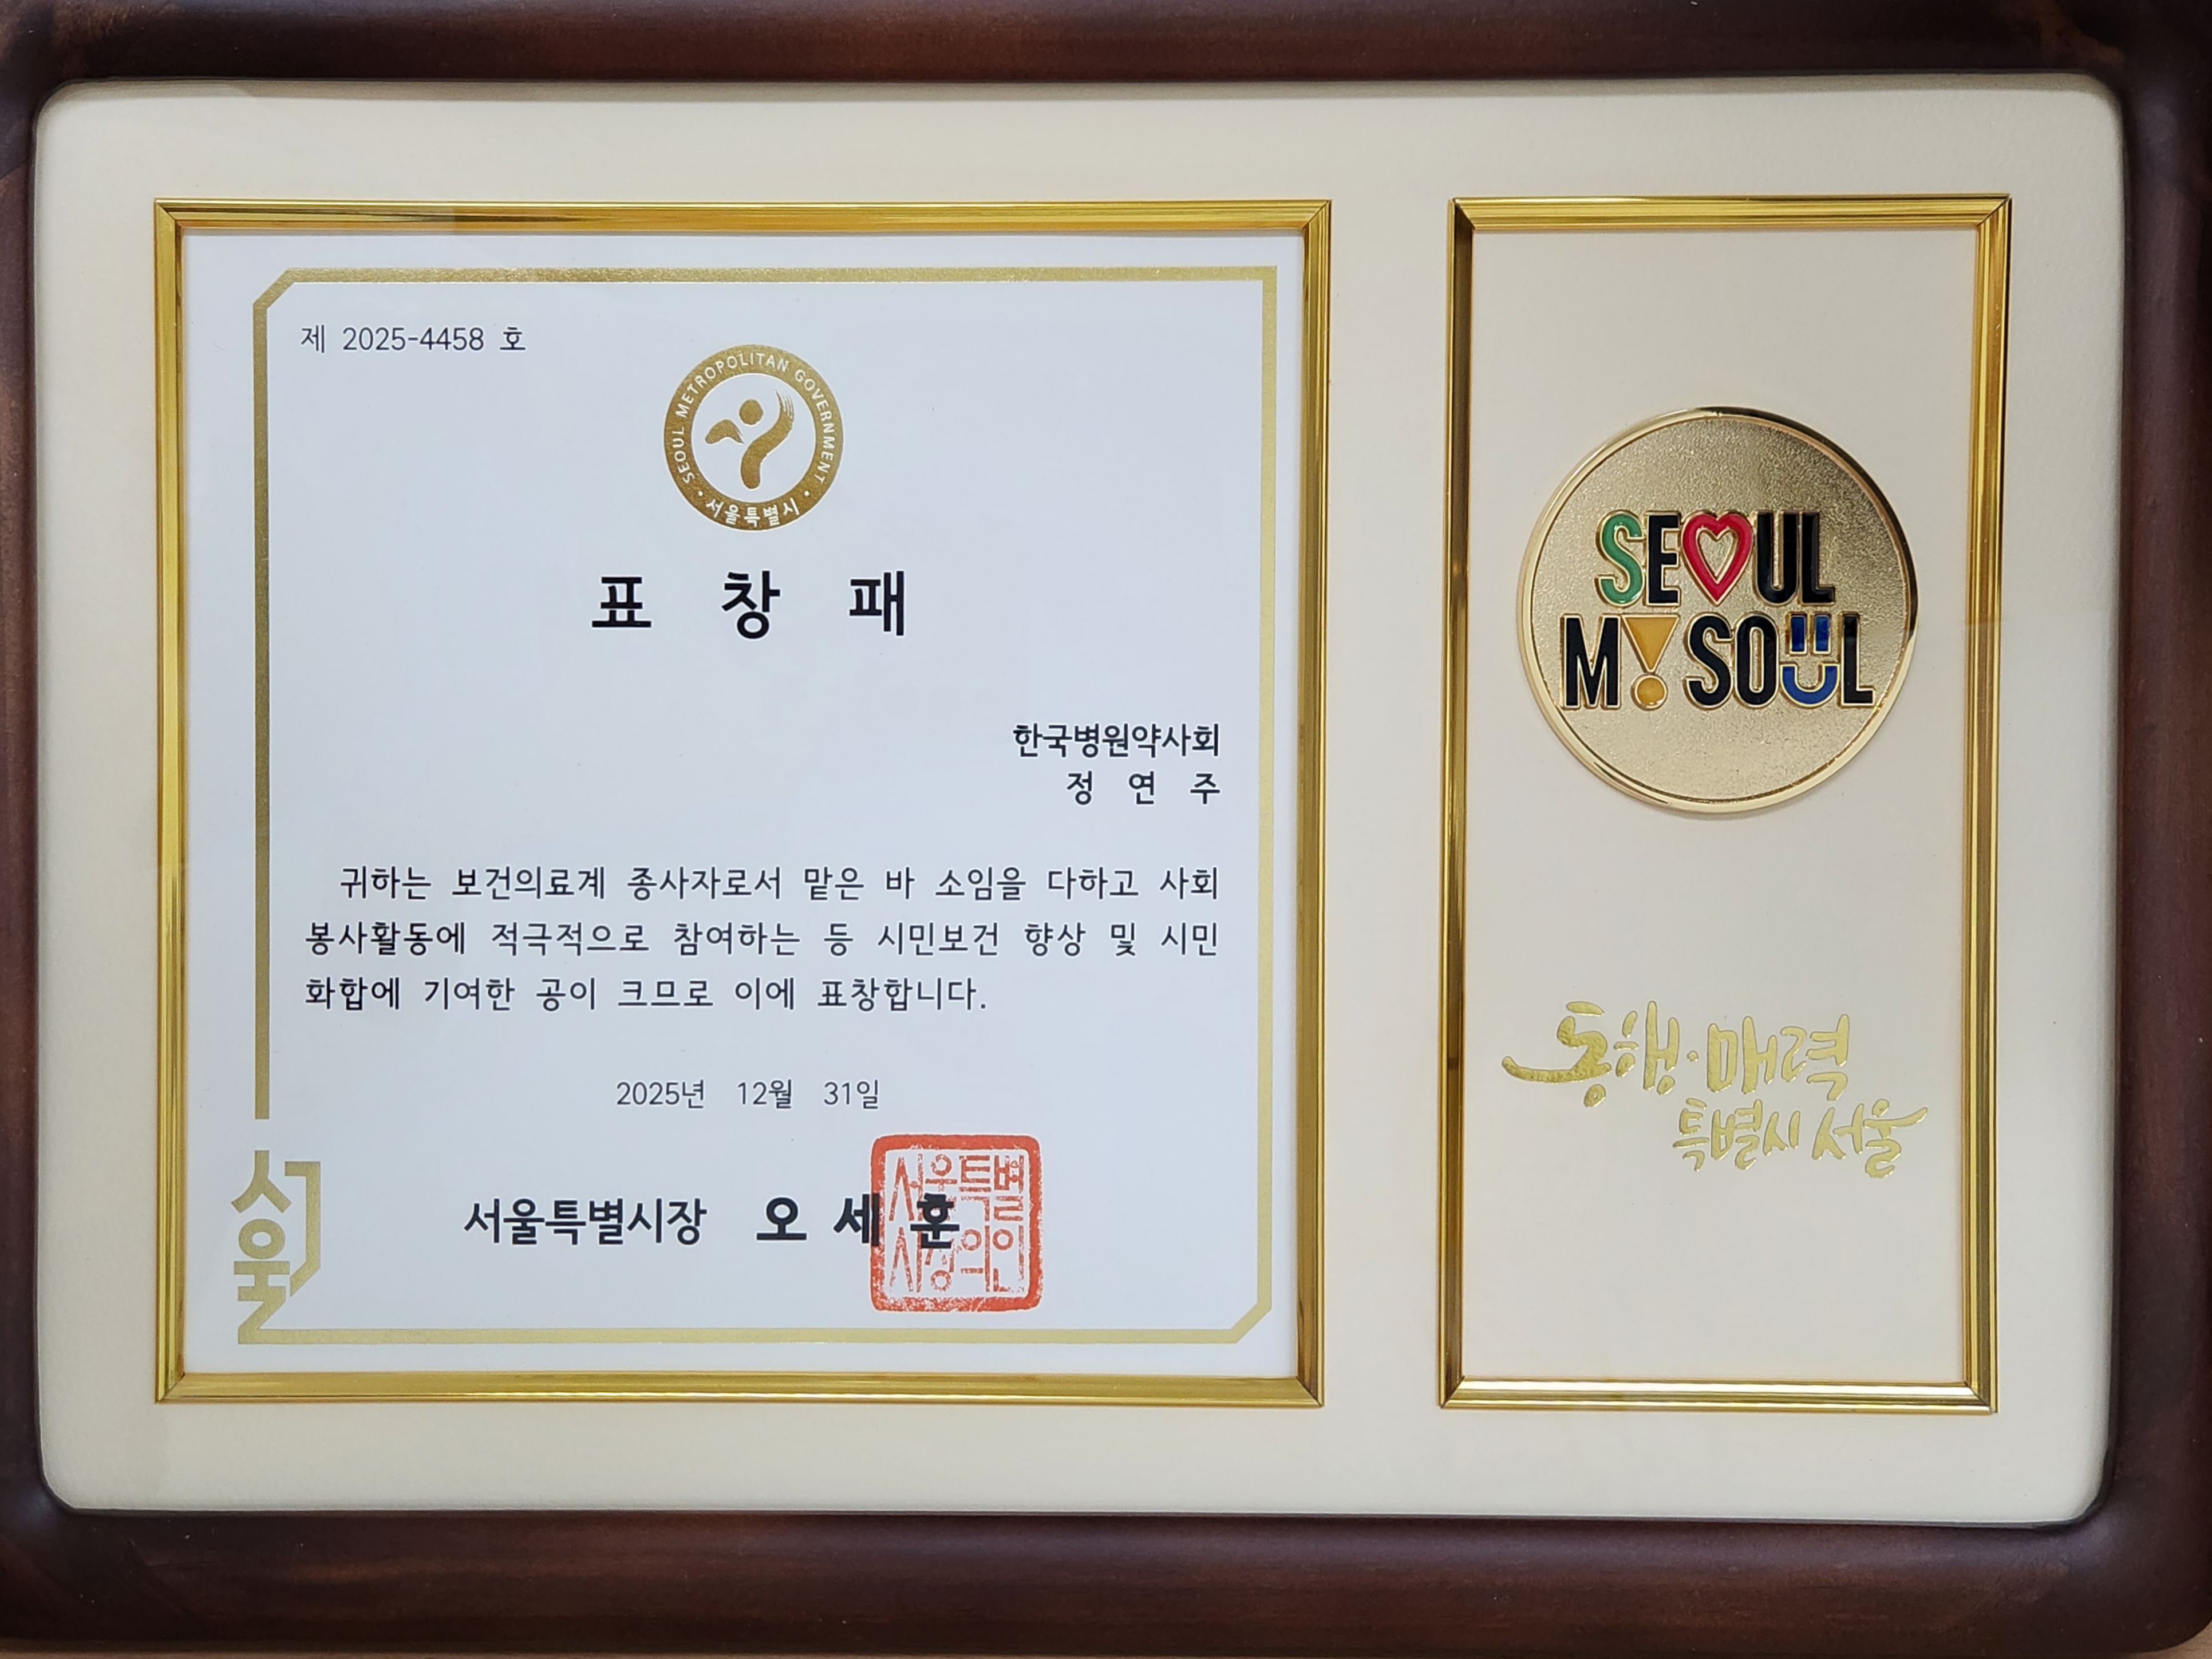 제 2025-4458 호
SEOUL METROPOLITAN GOVERNMENT
서울특별시
표 창 패
한국병원약사회
정 연 주
귀하는 보건의료계 종사자로서 맡은 바 소임을 다하고 사회
봉사활동에 적극적으로 참여하는 등 시민보건 향상 및 시민
화합에 기여한 공이 크므로 이에 표창합니다.
2025년 12월 31일
서울특별시장 오 세 훈
서울특별
시장의인
서울
SEOUL
MY SOUL
동행·매력
특별시 서울